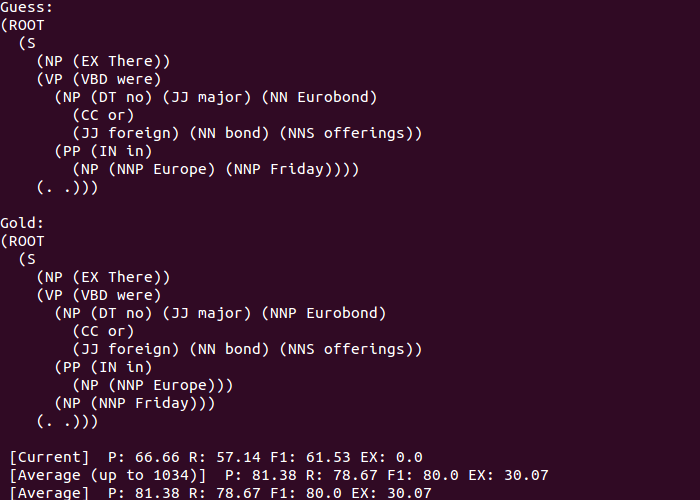 Guess:
(ROOT
(S
(NP (EX There))
(VP (VBD were)
(NP (DT no) (JJ major) (NN Eurobond)
(CC or)
(JJ foreign) (NN bond) (NNS offerings))
(PP (IN in)
(NP (NNP Europe) (NNP Friday))))
(. .)))
Gold:
(ROOT
(S
(NP (EX There))
(VP (VBD were)
(NP (DT no) (JJ major) (NNP Eurobond)
(CC or)
(JJ foreign) (NN bond) (NNS offerings))
(PP (IN in)
(NP (NNP Europe)))
(NP (NNP Friday)))
(. .)))
[Current] P: 66.66 R: 57.14 F1: 61.53 EX: 0.0
[Average (up to 1034)] P: 81.38 R: 78.67 F1: 80.0 EX: 30.07
[Average] P: 81.38 R: 78.67 F1: 80.0 EX: 30.07